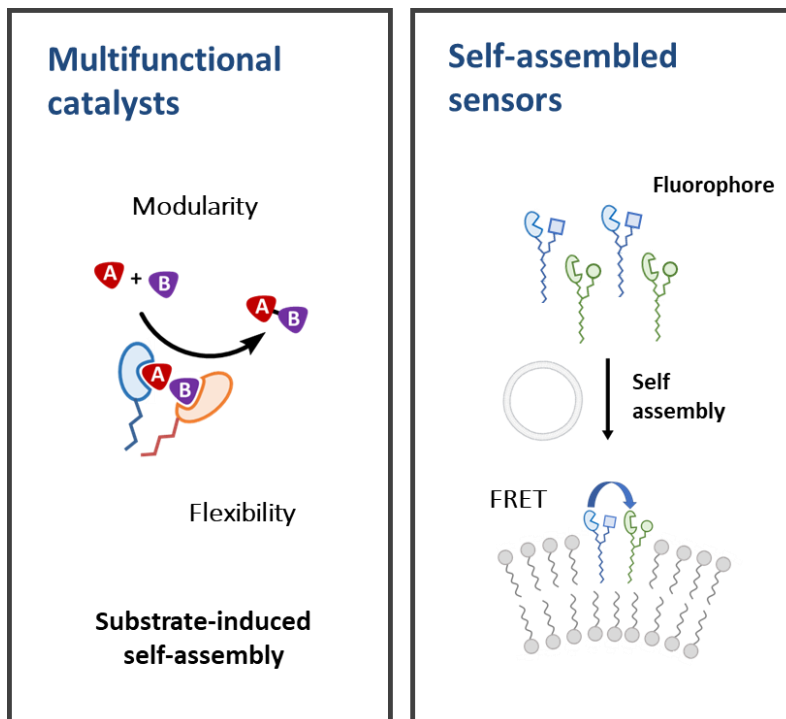 Multifunctional
catalysts
Modularity
A + B
A B
A B
Flexibility
Substrate-induced
self-assembly
Self-assembled
sensors
Fluorophore
Self
assembly
FRET